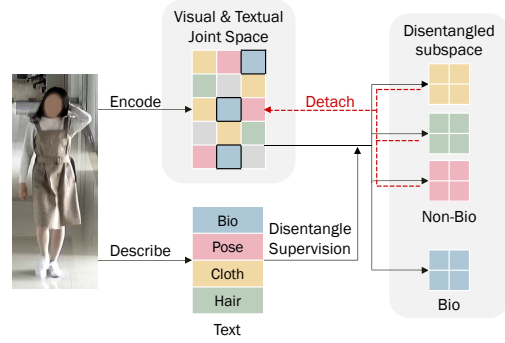 Visual & Textual
Joint Space
Disentangled
subspace
Encode
Detach
Describe
Bio
Pose
Cloth
Hair
Text
Disentangle
Supervision
Non-Bio
Bio